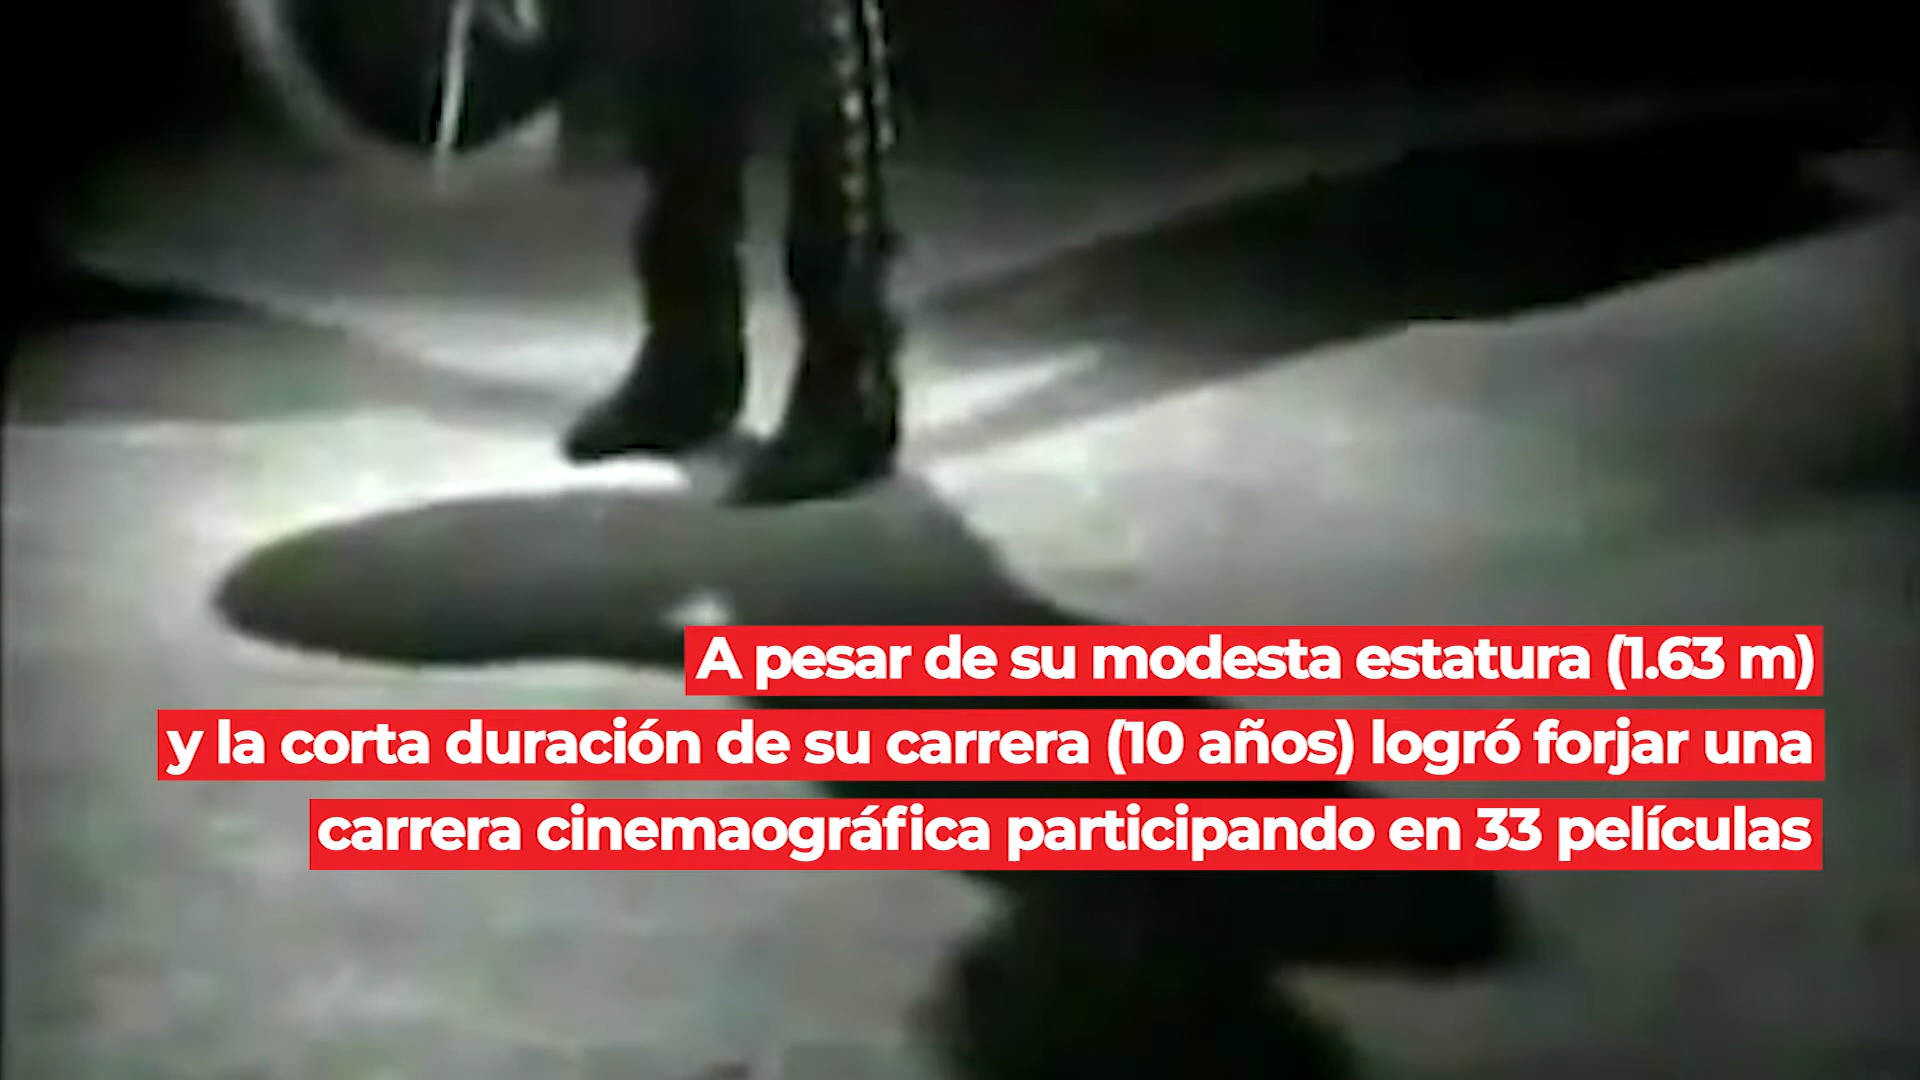 A pesar de su modesta estatura (1.63 m)
y la corta duración de su carrera (10 años) logró forjar una
carrera cinemaográfica participando en 33 películas